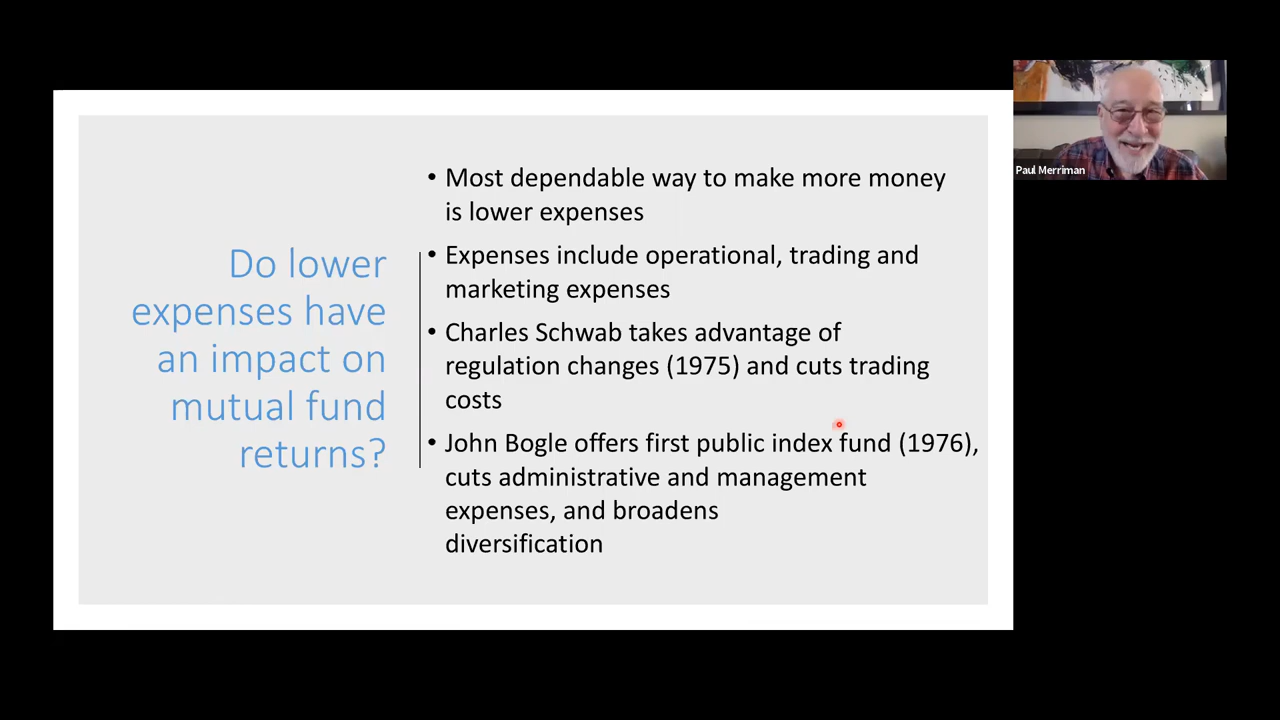 Do lower
expenses have
an impact on
mutual fund
returns?
• Most dependable way to make more money
is lower expenses
• Expenses include operational, trading and
marketing expenses
• Charles Schwab takes advantage of
regulation changes (1975) and cuts trading
costs
• John Bogle offers first public index fund (1976),
cuts administrative and management
expenses, and broadens
diversification
Paul Merriman